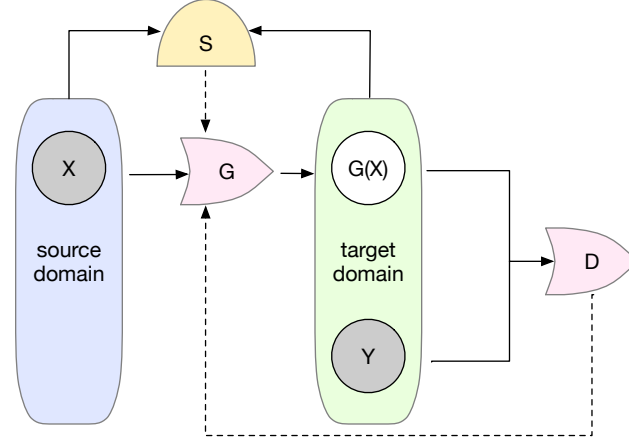 S
X
G
G(X)
source
domain
target
domain
D
Y